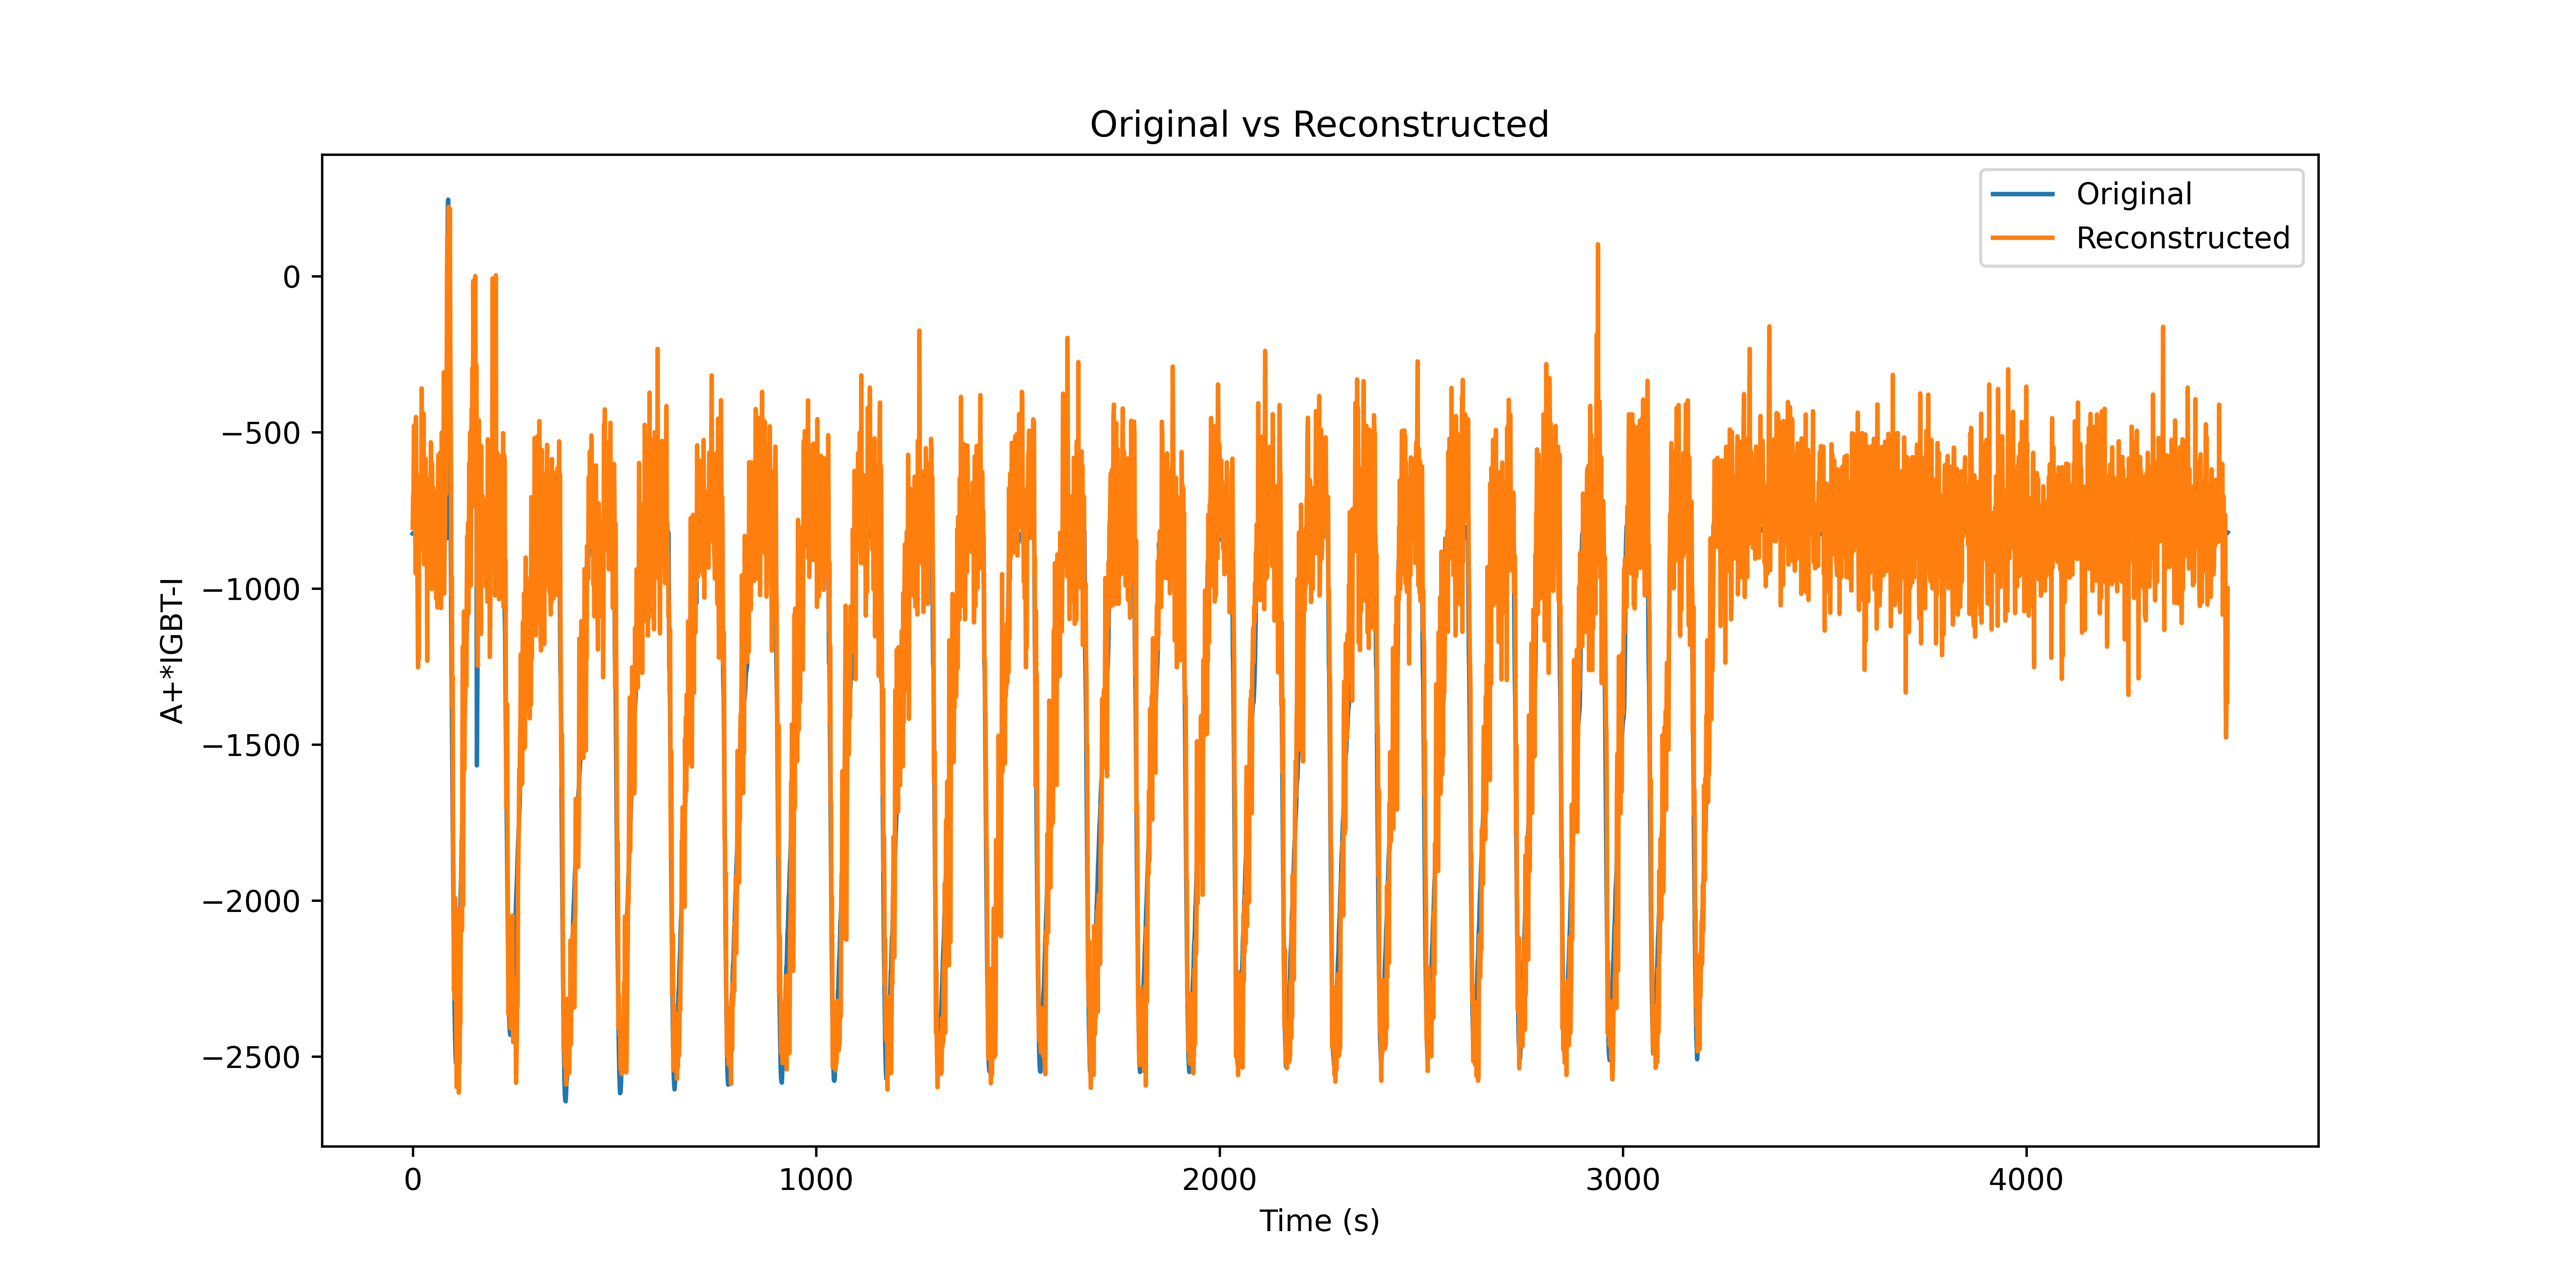 Original vs Reconstructed
Original
Reconstructed
0
−500
−1000
−1500
−2000
−2500
A+*IGBT-I
0
1000
2000
3000
4000
Time (s)